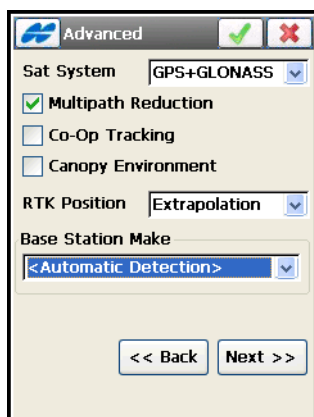 Advanced
Sat System GPS+GLONASS
Multipath Reduction
Co-Op Tracking
Canopy Environment
RTK Position Extrapolation
Base Station Make
<Automatic Detection>
<< Back Next >>